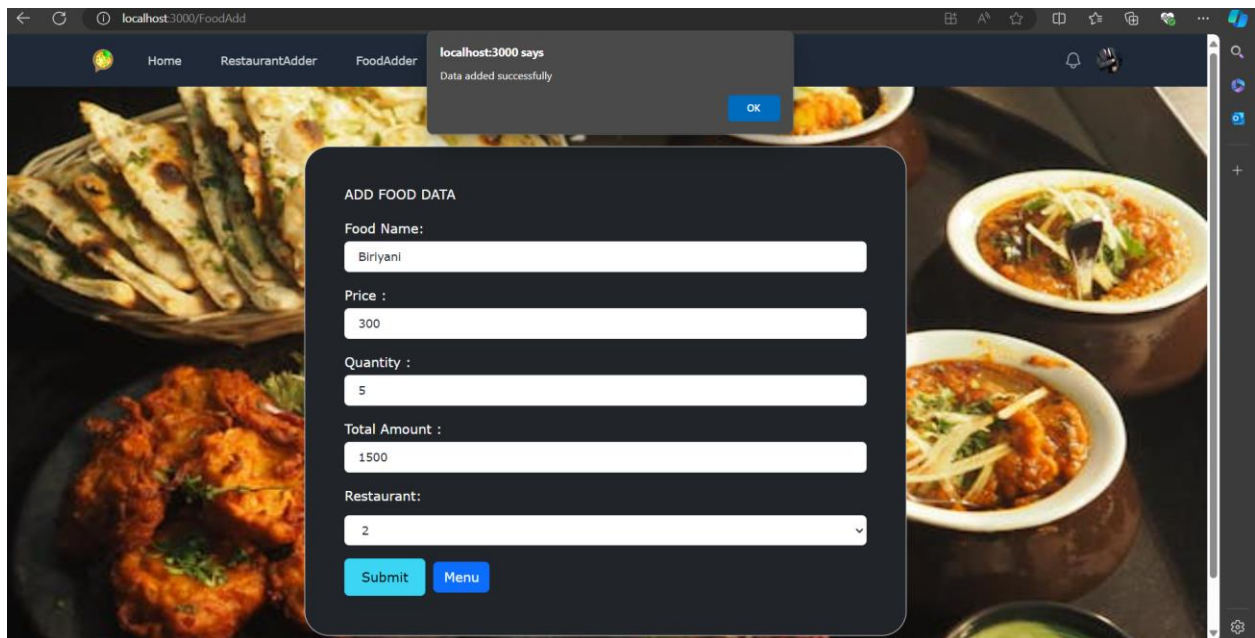 localhost:3000/FoodAdd
Home RestaurantAdder FoodAdder
localhost:3000 says
Data added successfully
OK
ADD FOOD DATA
Food Name:
Biriyani
Price :
300
Quantity :
5
Total Amount :
1500
Restaurant:
2
Submit Menu